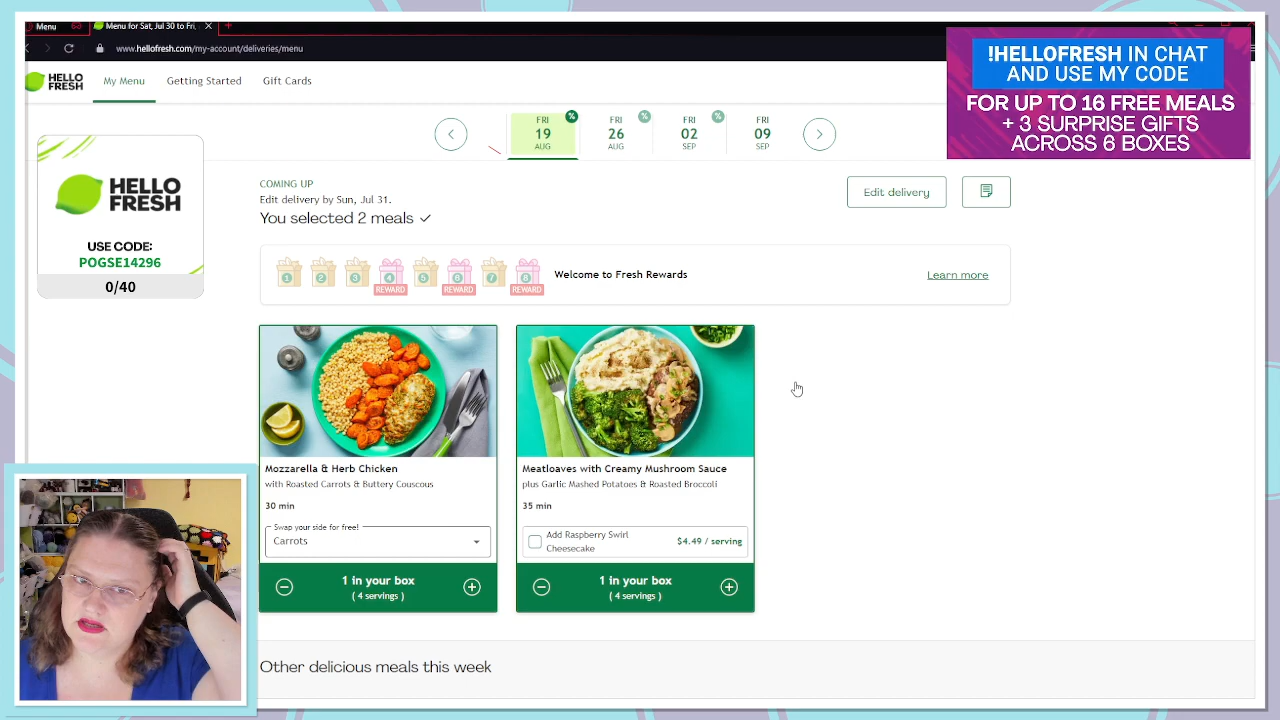 Menu
Menu for Sat, Jul 30 to Fri,
www.hellofresh.com/my-account/deliveries/menu
HELLO
FRESH
My Menu
Getting Started
Gift Cards
!HELLOFRESH IN CHAT
AND USE MY CODE
FOR UP TO 16 FREE MEALS
+ 3 SURPRISE GIFTS
ACROSS 6 BOXES
FRI
19
AUG
%
FRI
26
AUG
%
FRI
02
SEP
%
FRI
09
SEP
HELLO
FRESH
USE CODE:
POGSE14296
0/40
COMING UP
Edit delivery by Sun, Jul 31.
You selected 2 meals
Edit delivery
1
2
3
4
REWARD
5
6
REWARD
7
8
REWARD
Welcome to Fresh Rewards
Learn more
Mozzarella & Herb Chicken
with Roasted Carrots & Buttery Couscous
30 min
Swap your side for free!
Carrots
1 in your box
( 4 servings )
Meatloaves with Creamy Mushroom Sauce
plus Garlic Mashed Potatoes & Roasted Broccoli
35 min
Add Raspberry Swirl
Cheesecake
$4.49 / serving
1 in your box
( 4 servings )
Other delicious meals this week